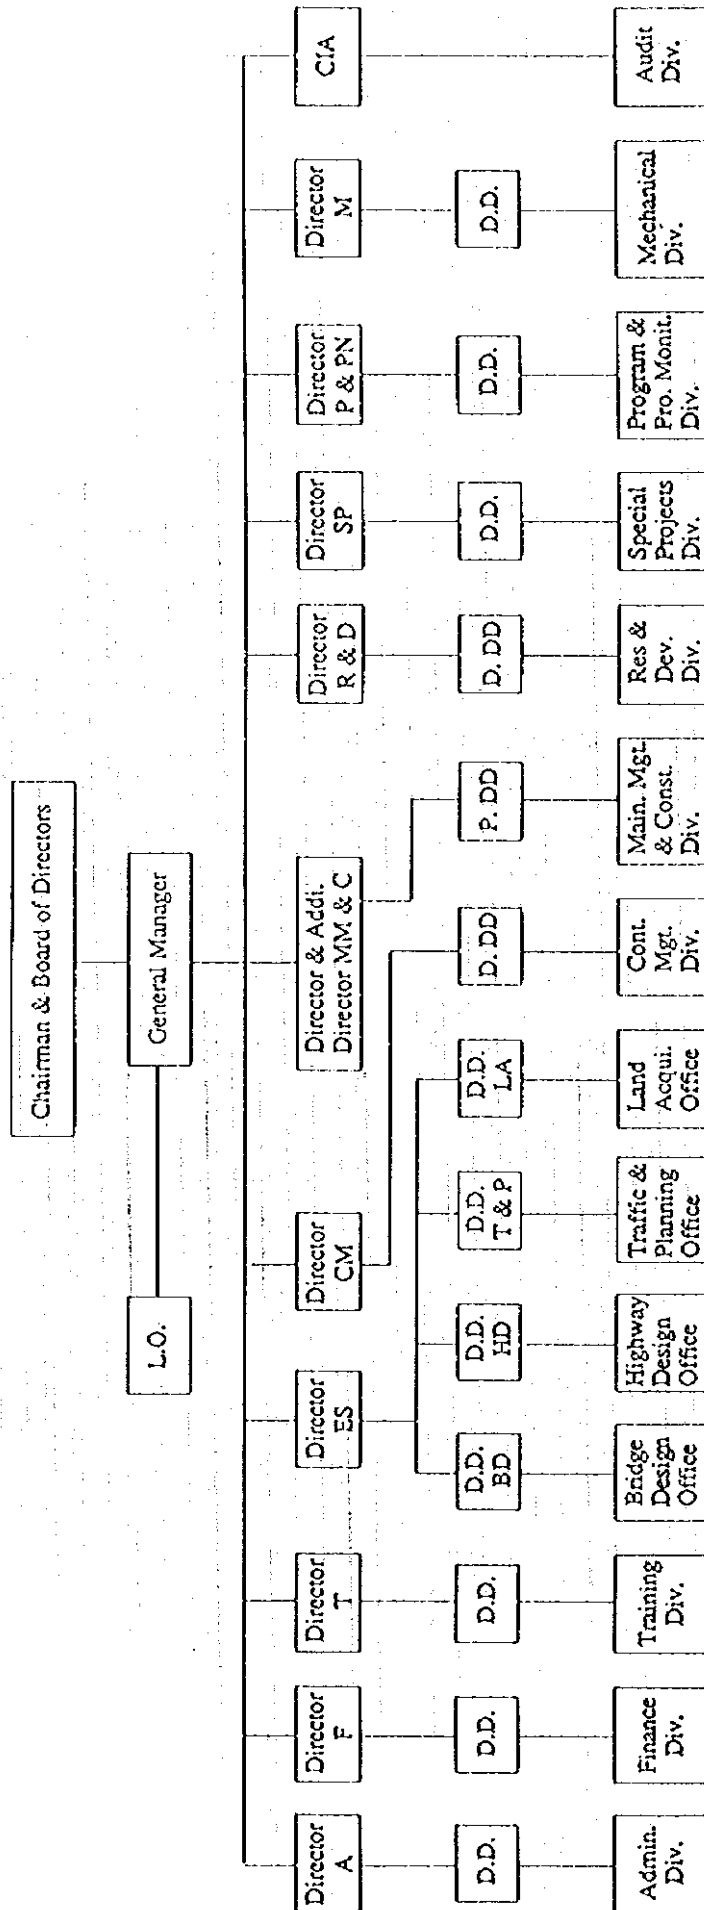 Chairman & Board of Directors
L.O.
General Manager
Director
A
Director
F
Director
T
Director
ES
Director
CM
Director & Addi.
Director MM & C
Director
R & D
Director
SP
Director
P & PN
Director
M
CIA
D.D.
D.D.
D.D.
D.D.
BD
D.D.
HD
D.D.
T & P
D.D.
LA
D. DD
P. DD
D. DD
D.D.
D.D.
D.D.
Admin.
Div.
Finance
Div.
Training
Div.
Bridge
Design
Office
Highway
Design
Office
Traffic &
Planning
Office
Land
Acqui.
Office
Cont.
Mgt.
Div.
Main. Mgt.
& Const.
Div.
Res &
Dev.
Div.
Special
Projects
Div.
Program &
Pro. Monit.
Div.
Mechanical
Div.
Audit
Div.